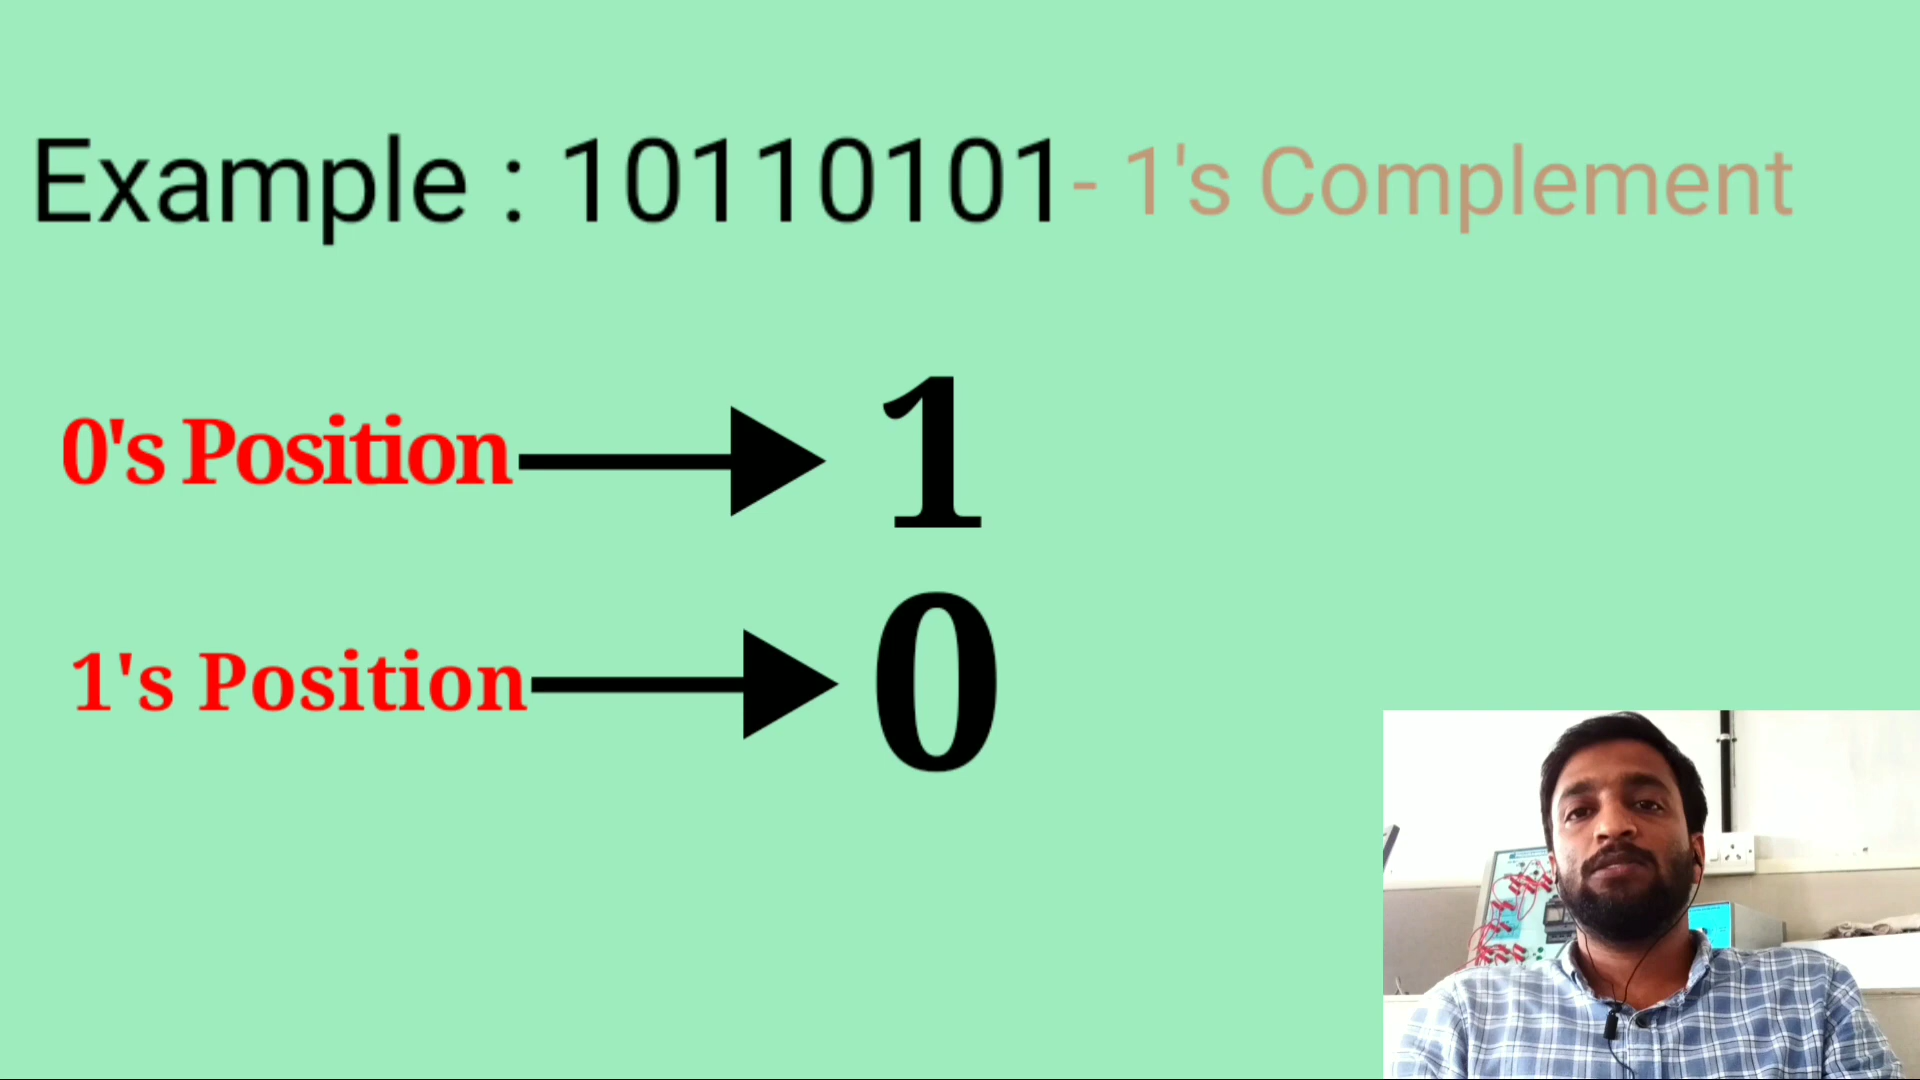 Example : 10110101 - 1's Complement
0's Position 1
1's Position 0